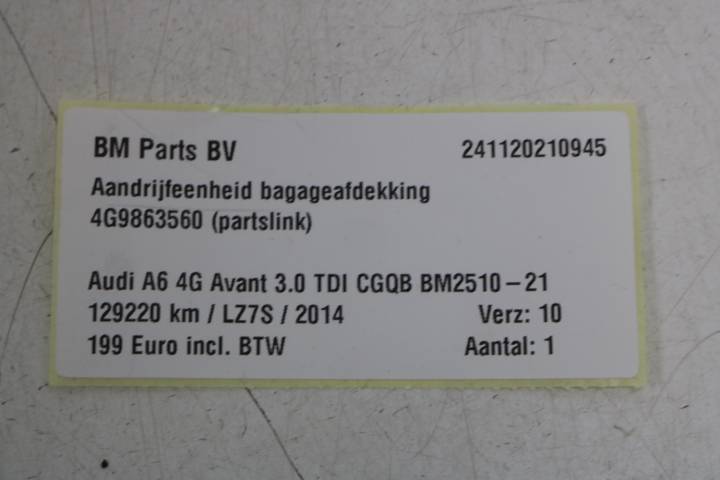 BM Parts BV 241120210945
Aandrijfeenheid bagageafdekking
4G9863560 (partslink)
Audi A6 4G Avant 3.0 TDI CGQB BM2510-21
129220 km / LZ7S / 2014 Verz: 10
199 Euro incl. BTW Aantal: 1